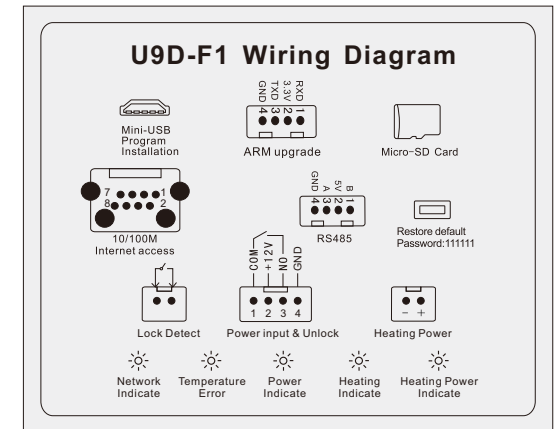 U9D-F1 Wiring Diagram
Mini-USB
Program
Installation
GND
TXD
3.3V
RXD
4 3 2 1
ARM upgrade
Micro-SD Card
7 1
8 2
10/100M
Internet access
GND
A
5V
B
4 3 2 1
RS485
Restore default
Password:111111
Lock Detect
COM
+12V
NO
GND
1 2 3 4
Power input & Unlock
- +
Heating Power
Network
Indicate
Temperature
Error
Power
Indicate
Heating
Indicate
Heating Power
Indicate